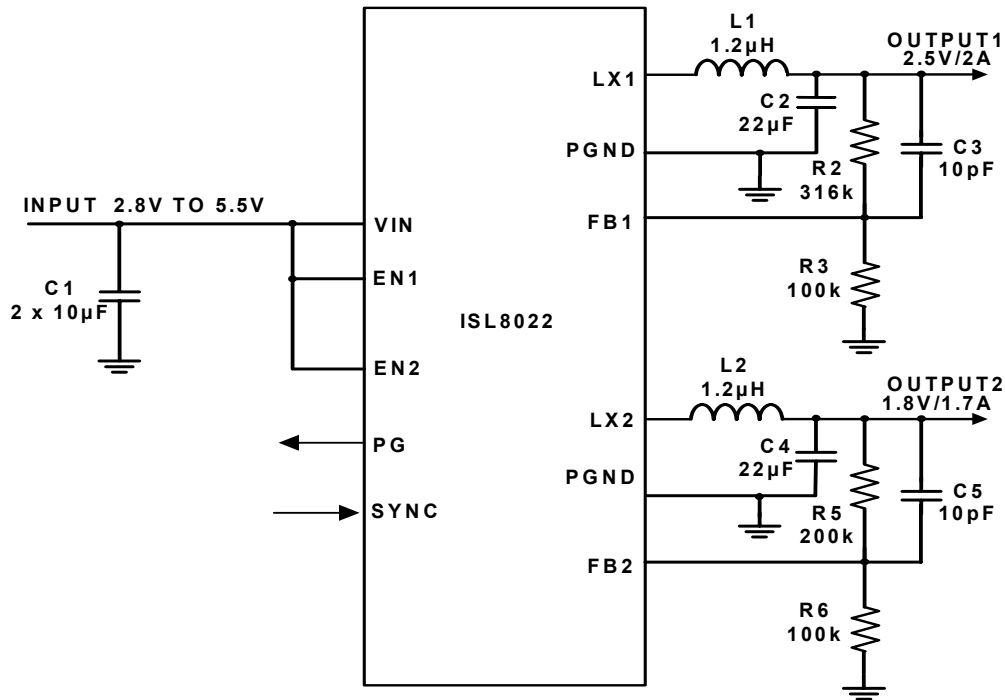 INPUT 2.8V TO 5.5V
C1
2 x 10µF
VIN
EN1
EN2
PG
SYNC
ISL8022
LX1
PGND
FB1
LX2
PGND
FB2
L1
1.2µH
C2
22µF
R2
316k
C3
10pF
R3
100k
OUTPUT1
2.5V/2A
L2
1.2µH
C4
22µF
R5
200k
C5
10pF
R6
100k
OUTPUT2
1.8V/1.7A